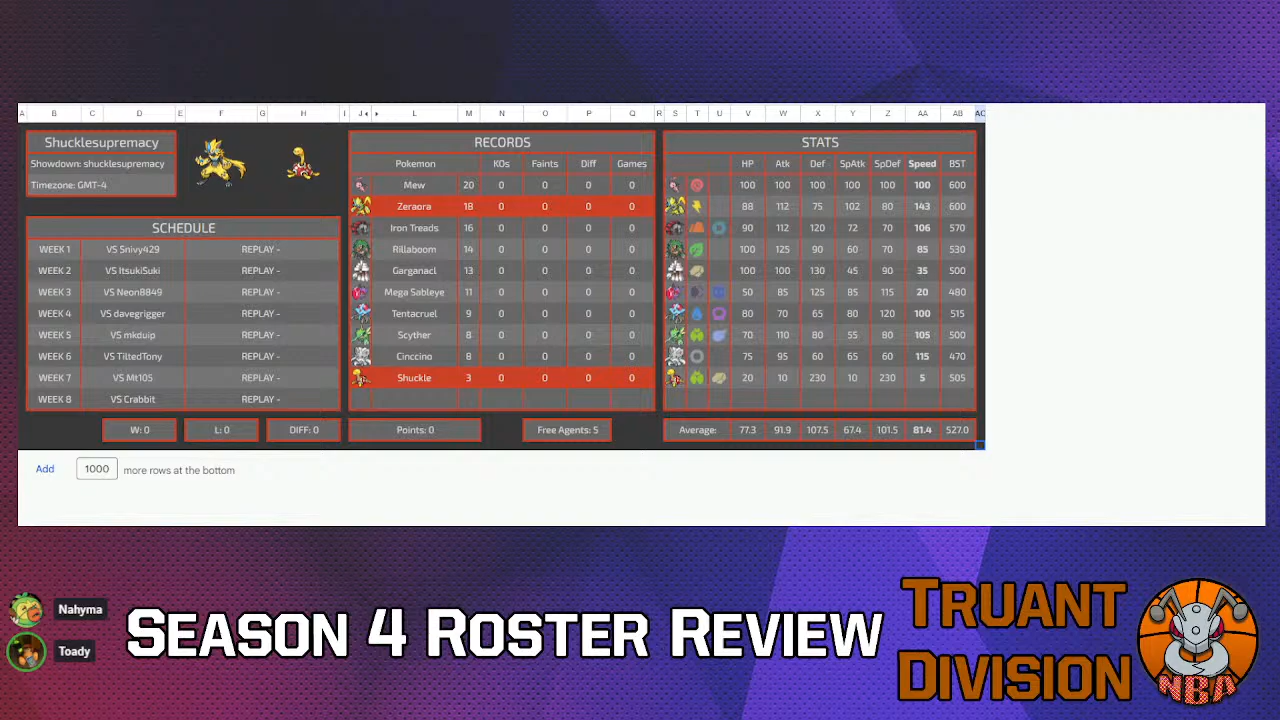 A B C D E F G H I J L M N O P Q R S T U V W X Y Z AA AB AC
Shucklesupremacy
Showdown: shucklesupremacy
Timezone: GMT-4
SCHEDULE
WEEK 1 VS Snivy429 REPLAY -
WEEK 2 VS ItsukiSuki REPLAY -
WEEK 3 VS Neon8849 REPLAY -
WEEK 4 VS davegrigger REPLAY -
WEEK 5 VS mkduip REPLAY -
WEEK 6 VS TiltedTony REPLAY -
WEEK 7 VS Mt105 REPLAY -
WEEK 8 VS Crabbit REPLAY -
W: 0 L: 0 DIFF: 0
RECORDS
Pokemon KOs Faints Diff Games
Mew 20 0 0 0 0
Zeraora 18 0 0 0 0
Iron Treads 16 0 0 0 0
Rillaboom 14 0 0 0 0
Garganacl 13 0 0 0 0
Mega Sableye 11 0 0 0 0
Tentacruel 9 0 0 0 0
Scyther 8 0 0 0 0
Cinccino 8 0 0 0 0
Shuckle 3 0 0 0 0
Points: 0 Free Agents: 5
STATS
HP Atk Def SpAtk SpDef Speed BST
100 100 100 100 100 100 600
88 112 75 102 80 143 600
90 112 120 72 70 106 570
100 125 90 60 70 85 530
100 100 130 45 90 35 500
50 85 125 85 115 20 480
80 70 65 80 120 100 515
70 110 80 55 80 105 500
75 95 60 65 60 115 470
20 10 230 10 230 5 505
Average: 77.3 91.9 107.5 67.4 101.5 81.4 527.0
Add 1000 more rows at the bottom
Nahyma
Toady
SEASON 4 ROSTER REVIEW
TRUANT
DIVISION
NBA